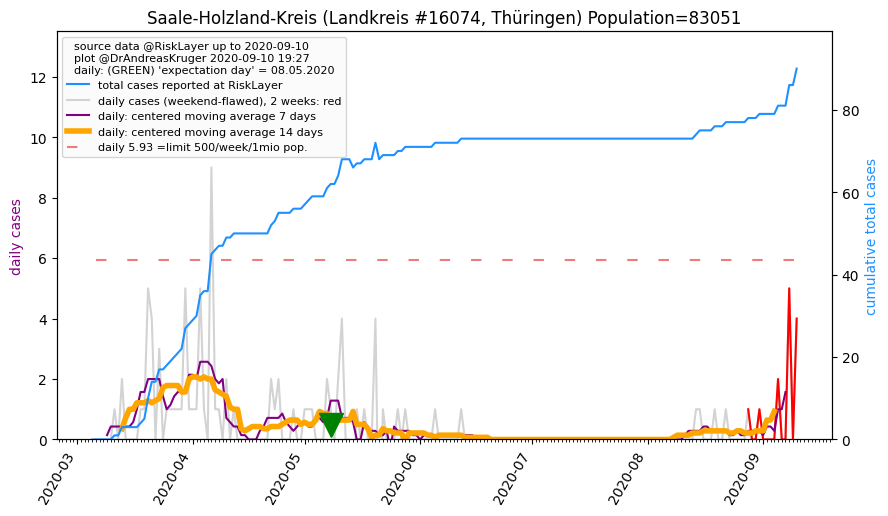 Saale-Holzland-Kreis (Landkreis #16074, Thüringen) Population=83051
source data @RiskLayer up to 2020-09-10
plot @DrAndreasKruger 2020-09-10 19:27
daily: (GREEN) 'expectation day' = 08.05.2020
total cases reported at RiskLayer
daily cases (weekend-flawed), 2 weeks: red
daily: centered moving average 7 days
daily: centered moving average 14 days
daily 5.93 =limit 500/week/1mio pop.
daily cases
12
10
8
6
4
2
0
80
60
40
20
0
cumulative total cases
2020-03
2020-04
2020-05
2020-06
2020-07
2020-08
2020-09